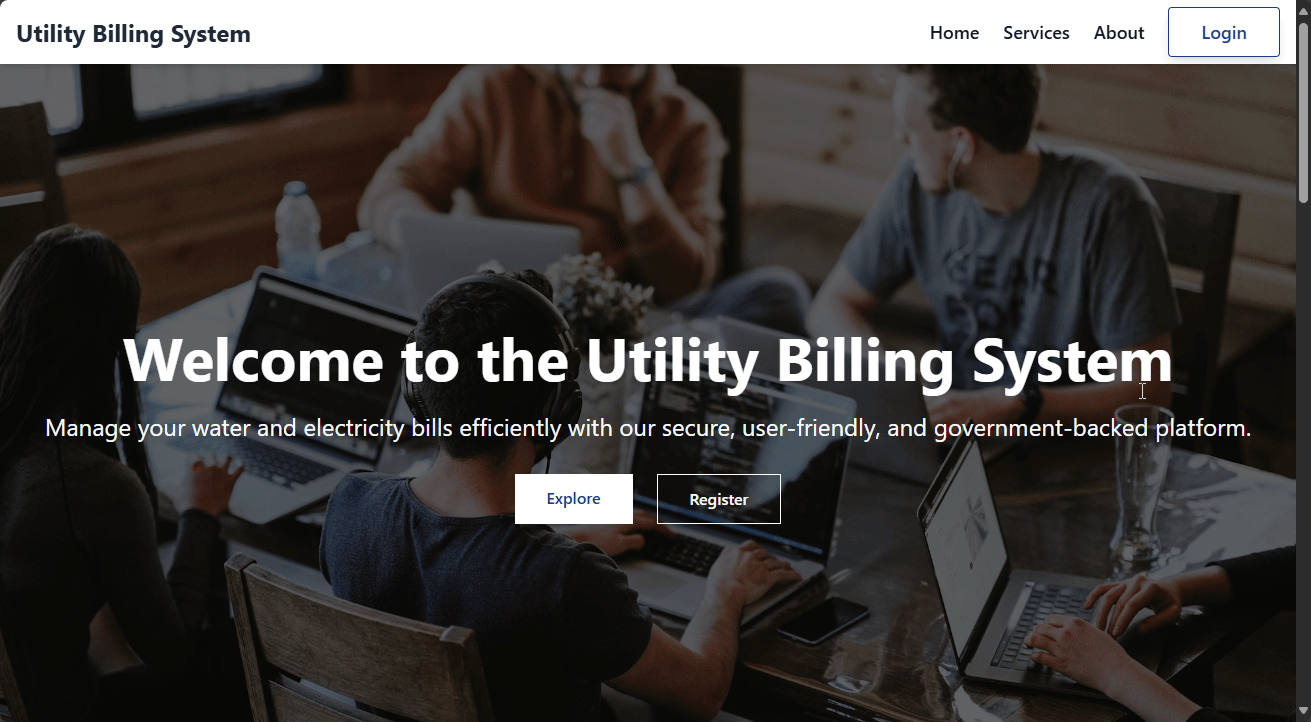 Utility Billing System
Home Services About Login
Welcome to the Utility Billing System
Manage your water and electricity bills efficiently with our secure, user-friendly, and government-backed platform.
Explore Register